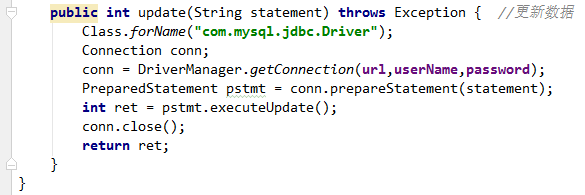 public int update(String statement) throws Exception {  //更新数据
Class.forName("com.mysql.jdbc.Driver");
Connection conn;
conn = DriverManager.getConnection(url,userName,password);
PreparedStatement pstmt = conn.prepareStatement(statement);
int ret = pstmt.executeUpdate();
conn.close();
return ret;
}
}